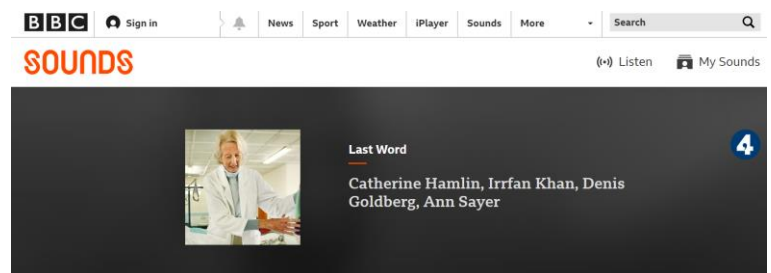 BBC Sign in News Sport Weather iPlayer Sounds More Search
SOUNDS Listen My Sounds
Last Word
4
Catherine Hamlin, Irrfan Khan, Denis
Goldberg, Ann Sayer